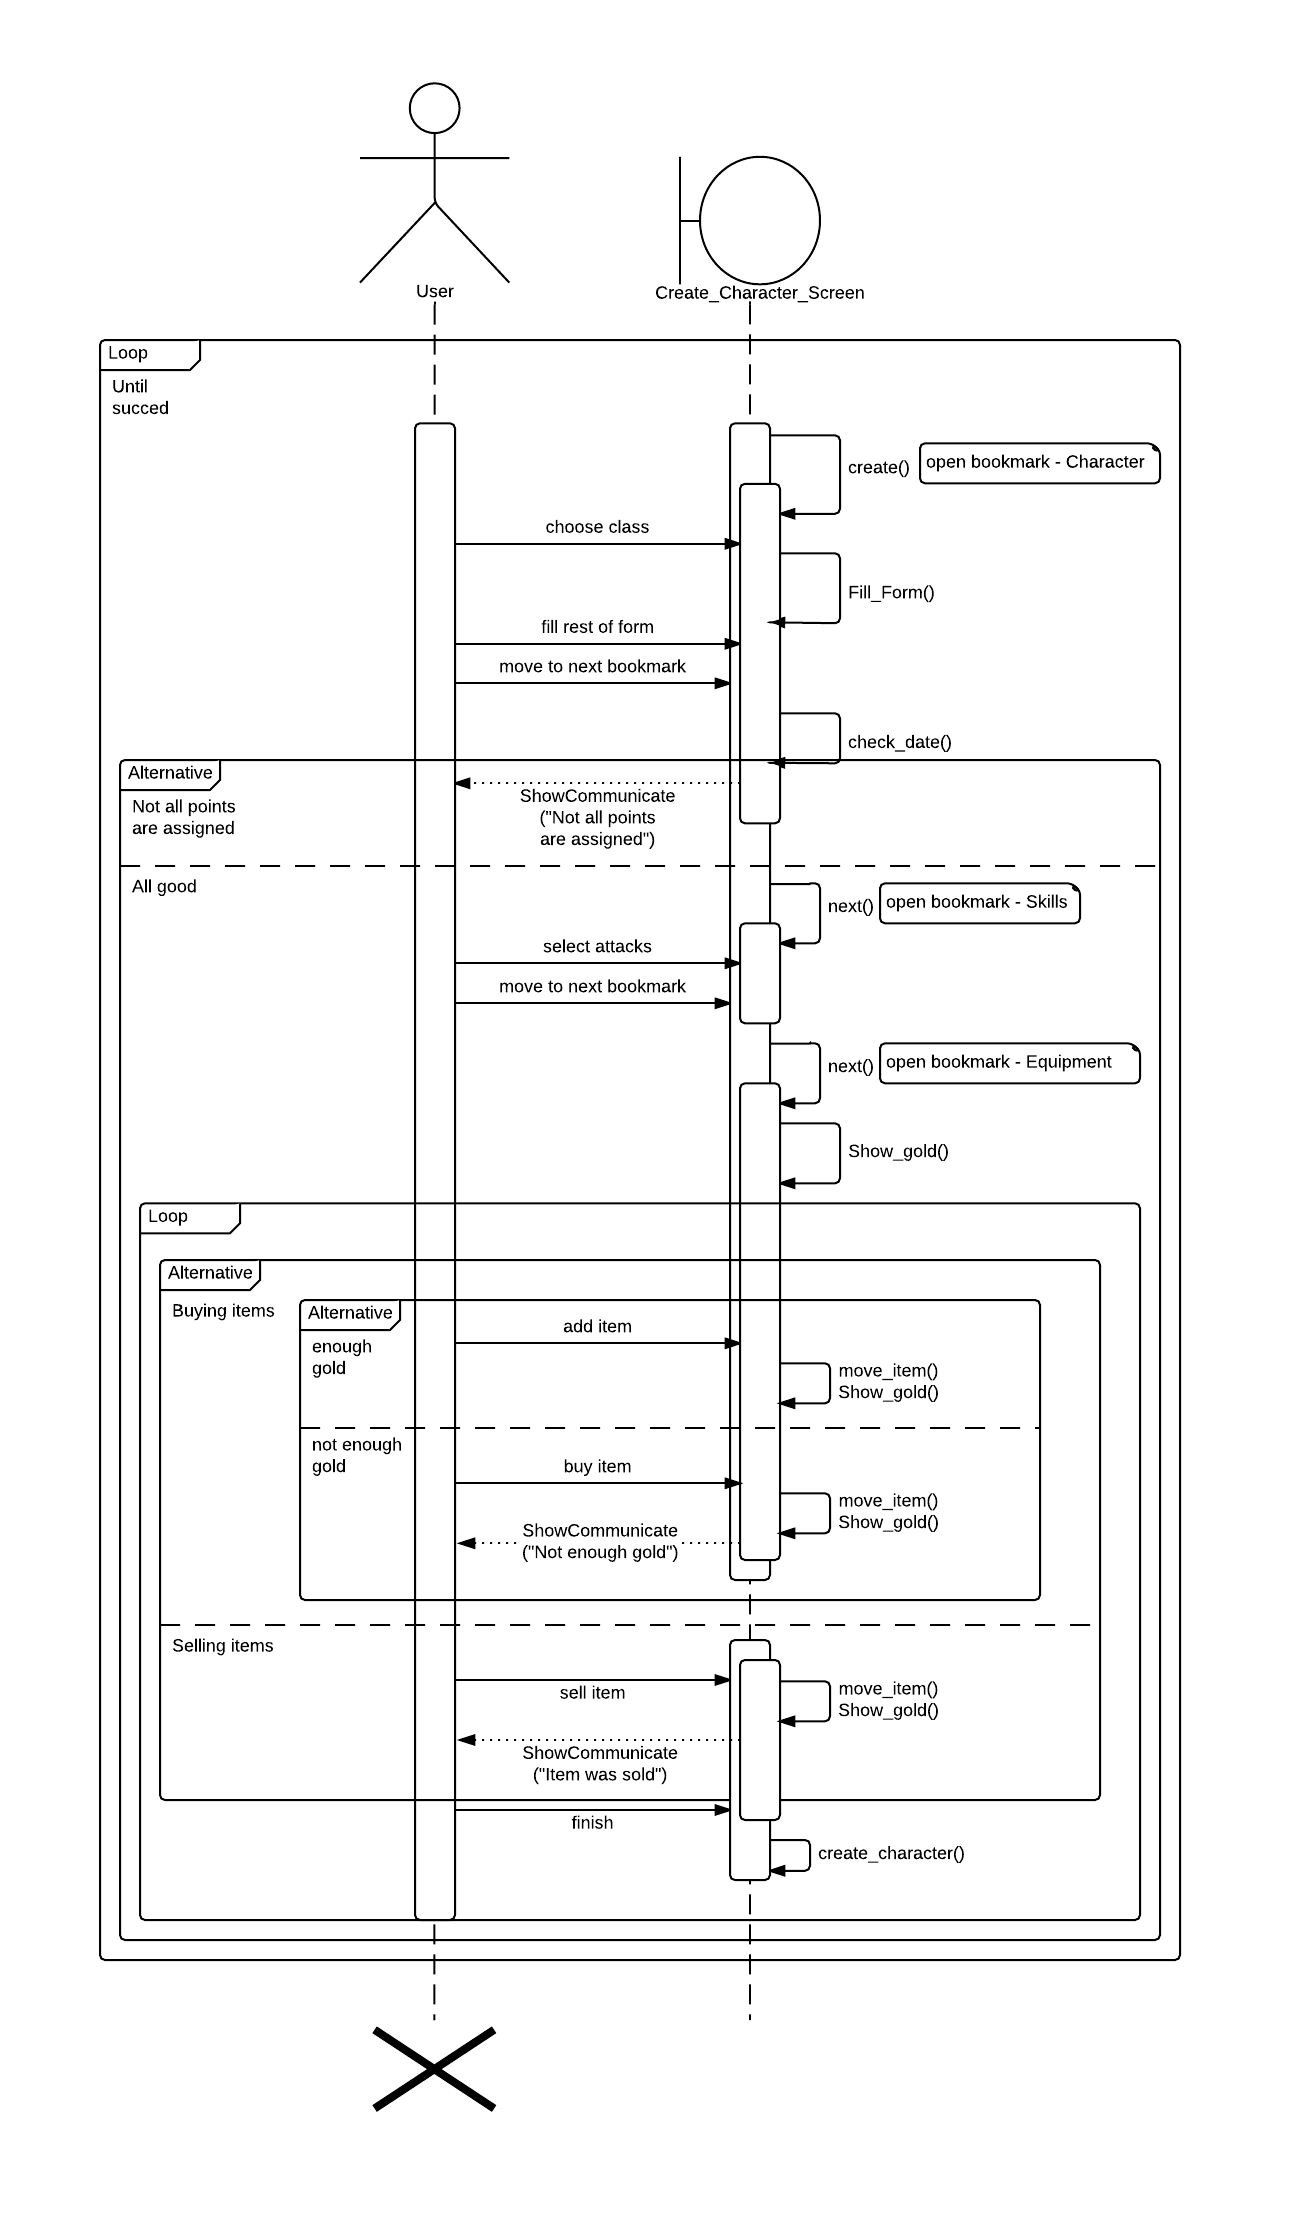 User
Create_Character_Screen
Loop
Until
succed
create()
open bookmark - Character
choose class
Fill_Form()
fill rest of form
move to next bookmark
check_date()
Alternative
Not all points
are assigned
ShowCommunicate
("Not all points
are assigned")
All good
next()
open bookmark - Skills
select attacks
move to next bookmark
next()
open bookmark - Equipment
Show_gold()
Loop
Alternative
Buying items
Alternative
enough
gold
add item
move_item()
Show_gold()
not enough
gold
buy item
move_item()
Show_gold()
ShowCommunicate
("Not enough gold")
Selling items
sell item
move_item()
Show_gold()
ShowCommunicate
("Item was sold")
finish
create_character()